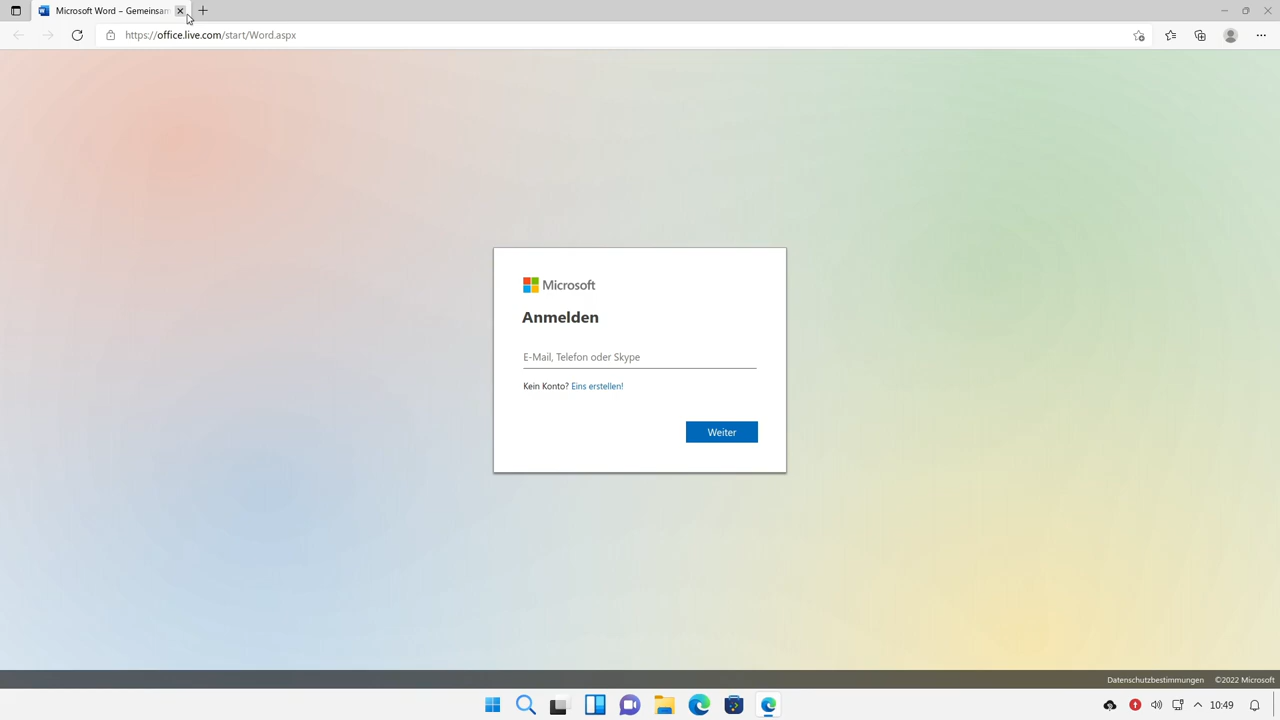 Microsoft Word – Gemeinsam
https://office.live.com/start/Word.aspx
Microsoft
Anmelden
E-Mail, Telefon oder Skype
Kein Konto? Eins erstellen!
Weiter
Datenschutzbestimmungen ©2022 Microsoft
10:49